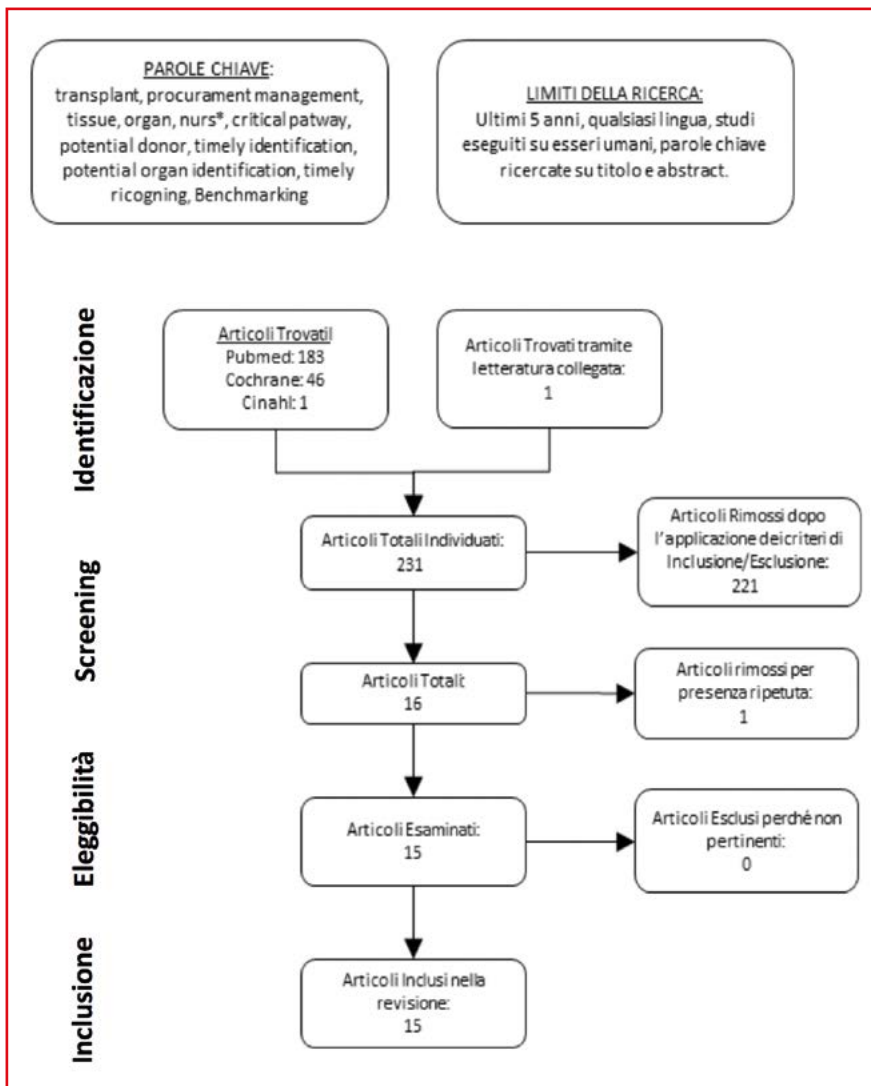 PAROLE CHIAVE:
transplant, procurament management,
tissue, organ, nurs*, critical patway,
potential donor, timely identification,
potential organ identification, timely
ricogning, Benchmarking
LIMITI DELLA RICERCA:
Ultimi 5 anni, qualsiasi lingua, studi
eseguiti su esseri umani, parole chiave
ricercate su titolo e abstract.
Identificazione
Articoli Trovatil
Pubmed: 183
Cochrane: 46
Cinahl: 1
Articoli Trovati tramite
letteratura collegata:
1
Screening
Articoli Totali Individuati:
231
Articoli Rimossi dopo
l'applicazione deicriteri di
Inclusione/Esclusione:
221
Articoli Totali:
16
Articoli rimossi per
presenza ripetuta:
1
Eleggibilità
Articoli Esaminati:
15
Articoli Esclusi perché non
pertinenti:
0
Inclusione
Articoli Inclusi nella
revisione:
15